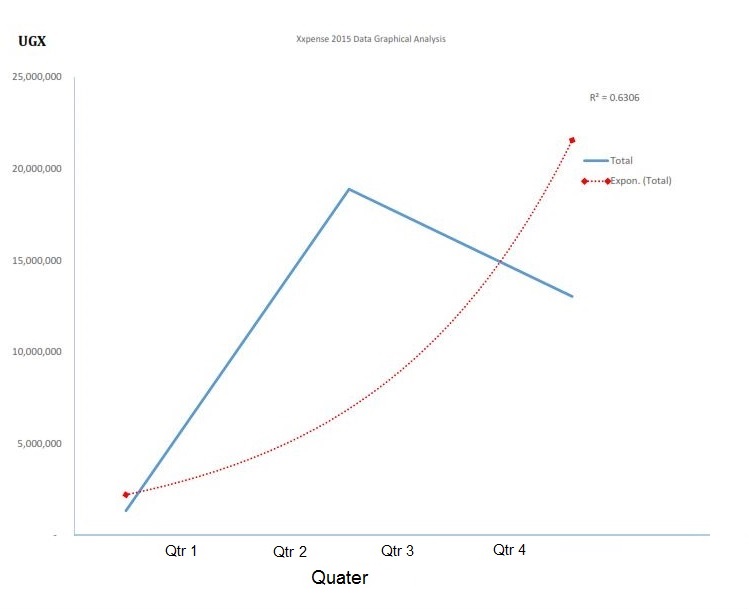 UGX
Xxpense 2015 Data Graphical Analysis
25,000,000
R² = 0.6306
Total
20,000,000
Expon. (Total)
15,000,000
10,000,000
5,000,000
-
Qtr 1 Qtr 2 Qtr 3 Qtr 4
Quater